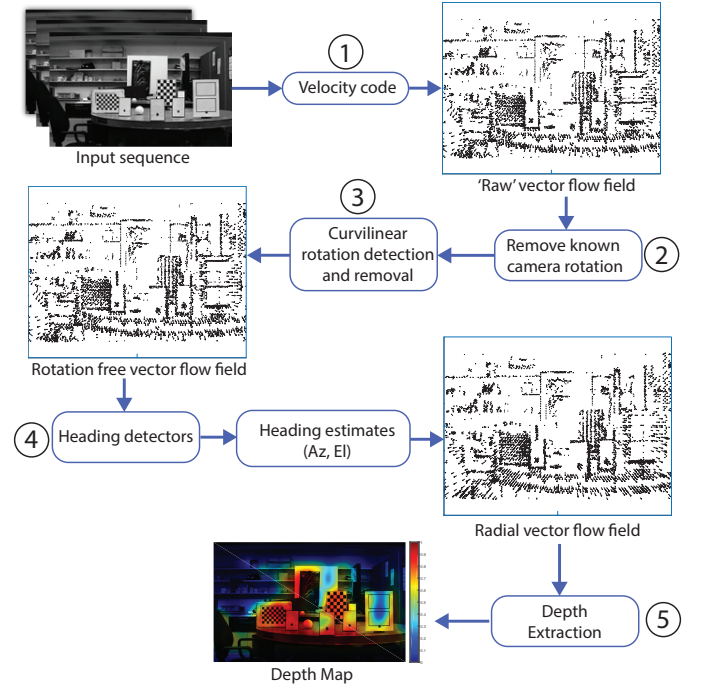 1
Velocity code
Input sequence
'Raw' vector flow field
3
Curvilinear
rotation detection
and removal
Remove known
camera rotation
2
Rotation free vector flow field
4
Heading detectors
Heading estimates
(Az, El)
Radial vector flow field
Depth
Extraction
5
Depth Map